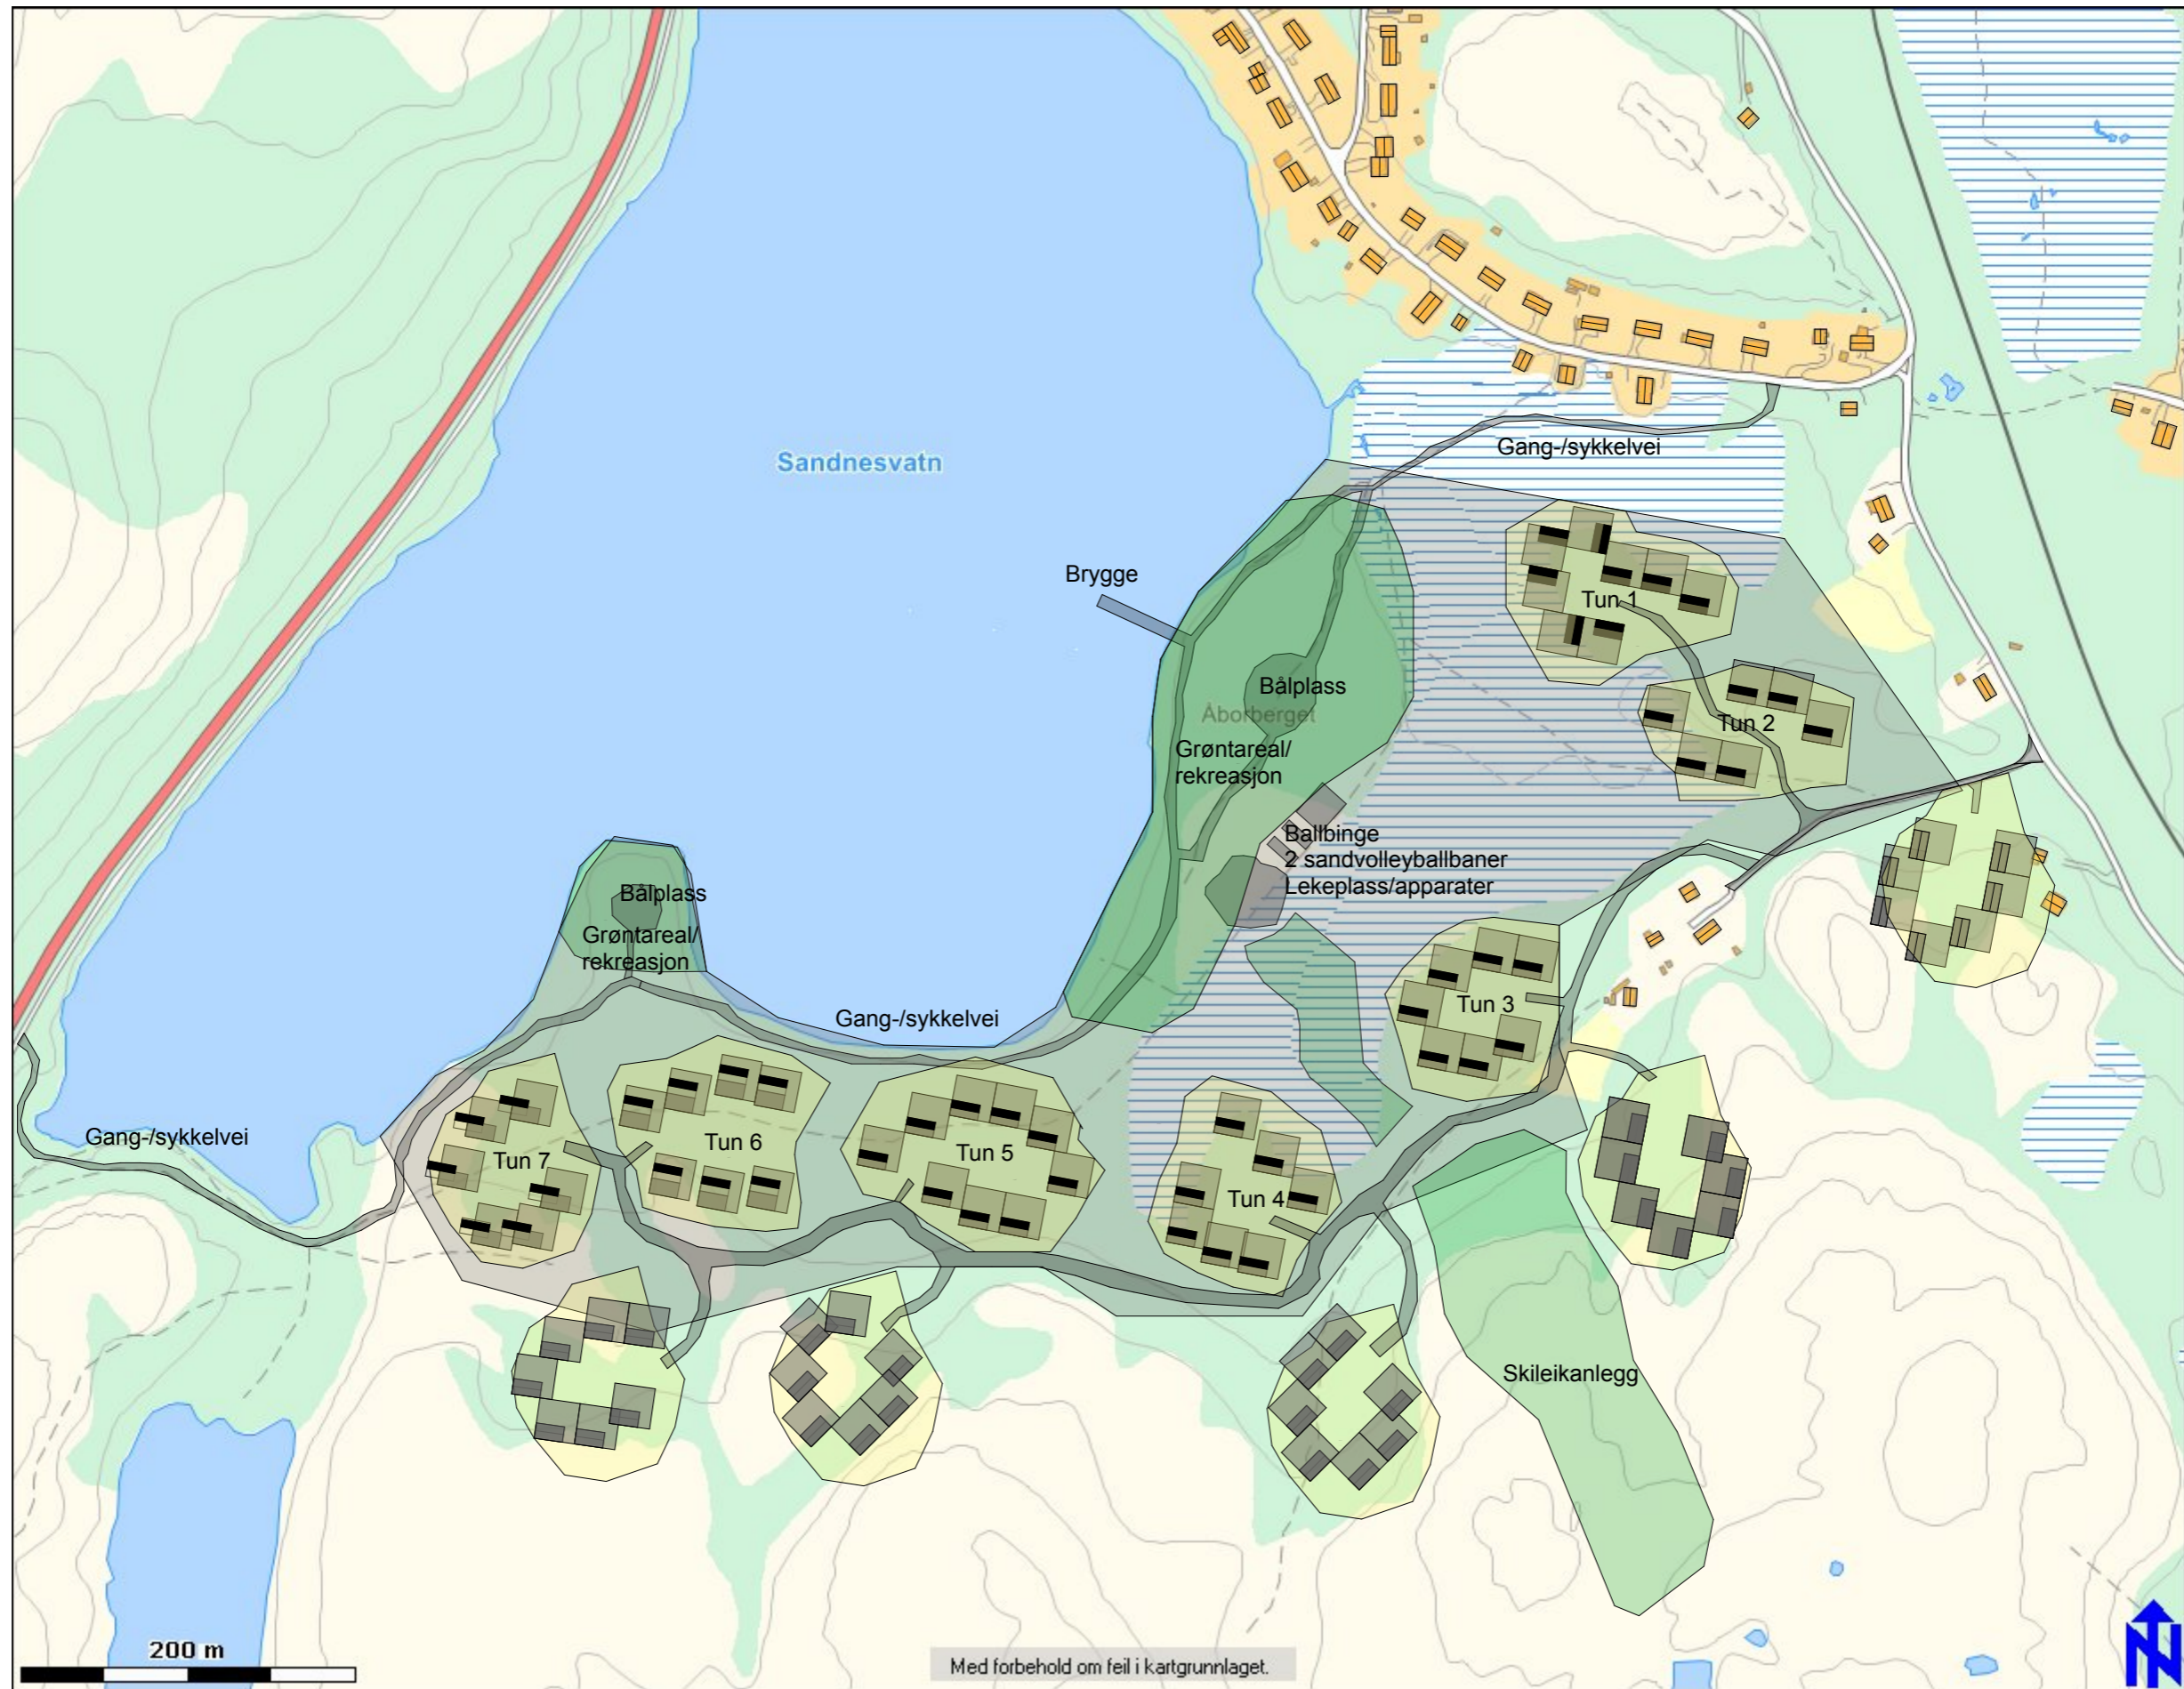 Gang-/sykkelvei
Sandnesvatn
Brygge
Tun 1
Bålplass
Åborberget
Tun 2
Grøntareal/
rekreasjon
Ballbinge
2 sandvolleyballbaner
Lekeplass/apparater
Bålplass
Grøntareal/
rekreasjon
Tun 3
Gang-/sykkelvei
Gang-/sykkelvei
Tun 7
Tun 6
Tun 5
Tun 4
Skileikanlegg
200 m
Med forbehold om feil i kartgrunnlaget.
N